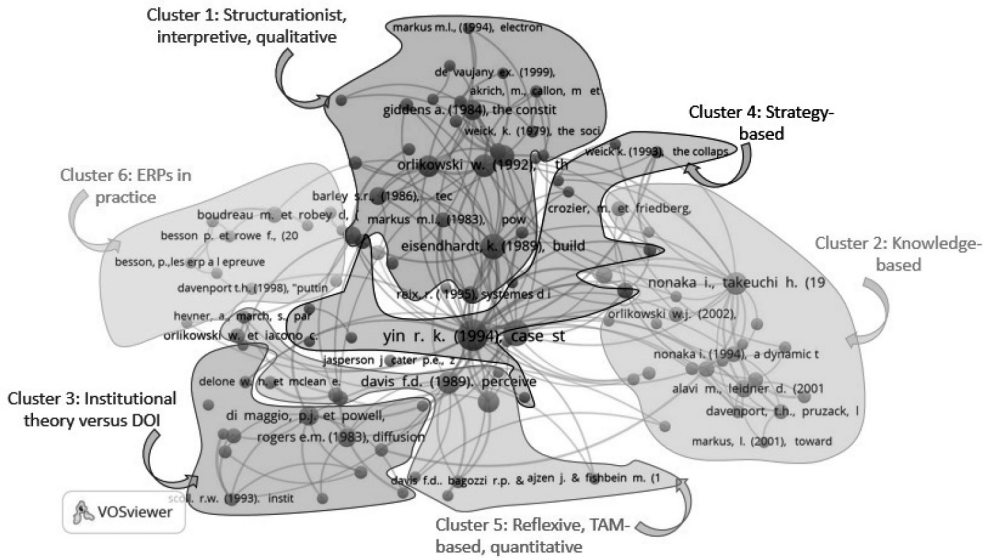 Cluster 1: Structurationist,
interpretive, qualitative
markus m.l., (1994), electron
de vaujany ex. (1999),
akrich, m., callon, m et
giddens a. (1984), the constit
weick, k. (1979), the soci
Cluster 4: Strategy-
based
weick k. (1993), the collaps
orlikowski w. (1992), th
Cluster 6: ERPs in
practice
barley s.r., (1986), tec
boudreau m. et robey d, (
markus m.l., (1983), pow
crozier, m. et friedberg,
besson p. et rowe f., (20
eisendhardt, k. (1989), build
Cluster 2: Knowledge-
based
besson, p.,les erp a l epreuve
davenport t.h, (1998), "puttin
reix, r. (1995), systèmes d i
nonaka i., takeuchi h. (19
hevner, a., march, s., par
orlikowski w.j. (2002),
orlikowski w. et iacono c.
yin r. k. (1994), case st
nonaka i. (1994), a dynamic t
jasperson j cater p.e., z
delone w. h. et mclean e.
davis f.d. (1989). perceive
alavi m., leidner d. (2001
Cluster 3: Institutional
theory versus DOI
di maggio, p.j. et powell,
davenport, t.h., pruzack, l
rogers e.m. (1983), diffusion
markus, l. (2001), toward
davis f.d.. bagozzi r.p. & ajzen j. & fishbein m. (1
scott. r.w. (1993). instit
VOSviewer
Cluster 5: Reflexive, TAM-
based, quantitative